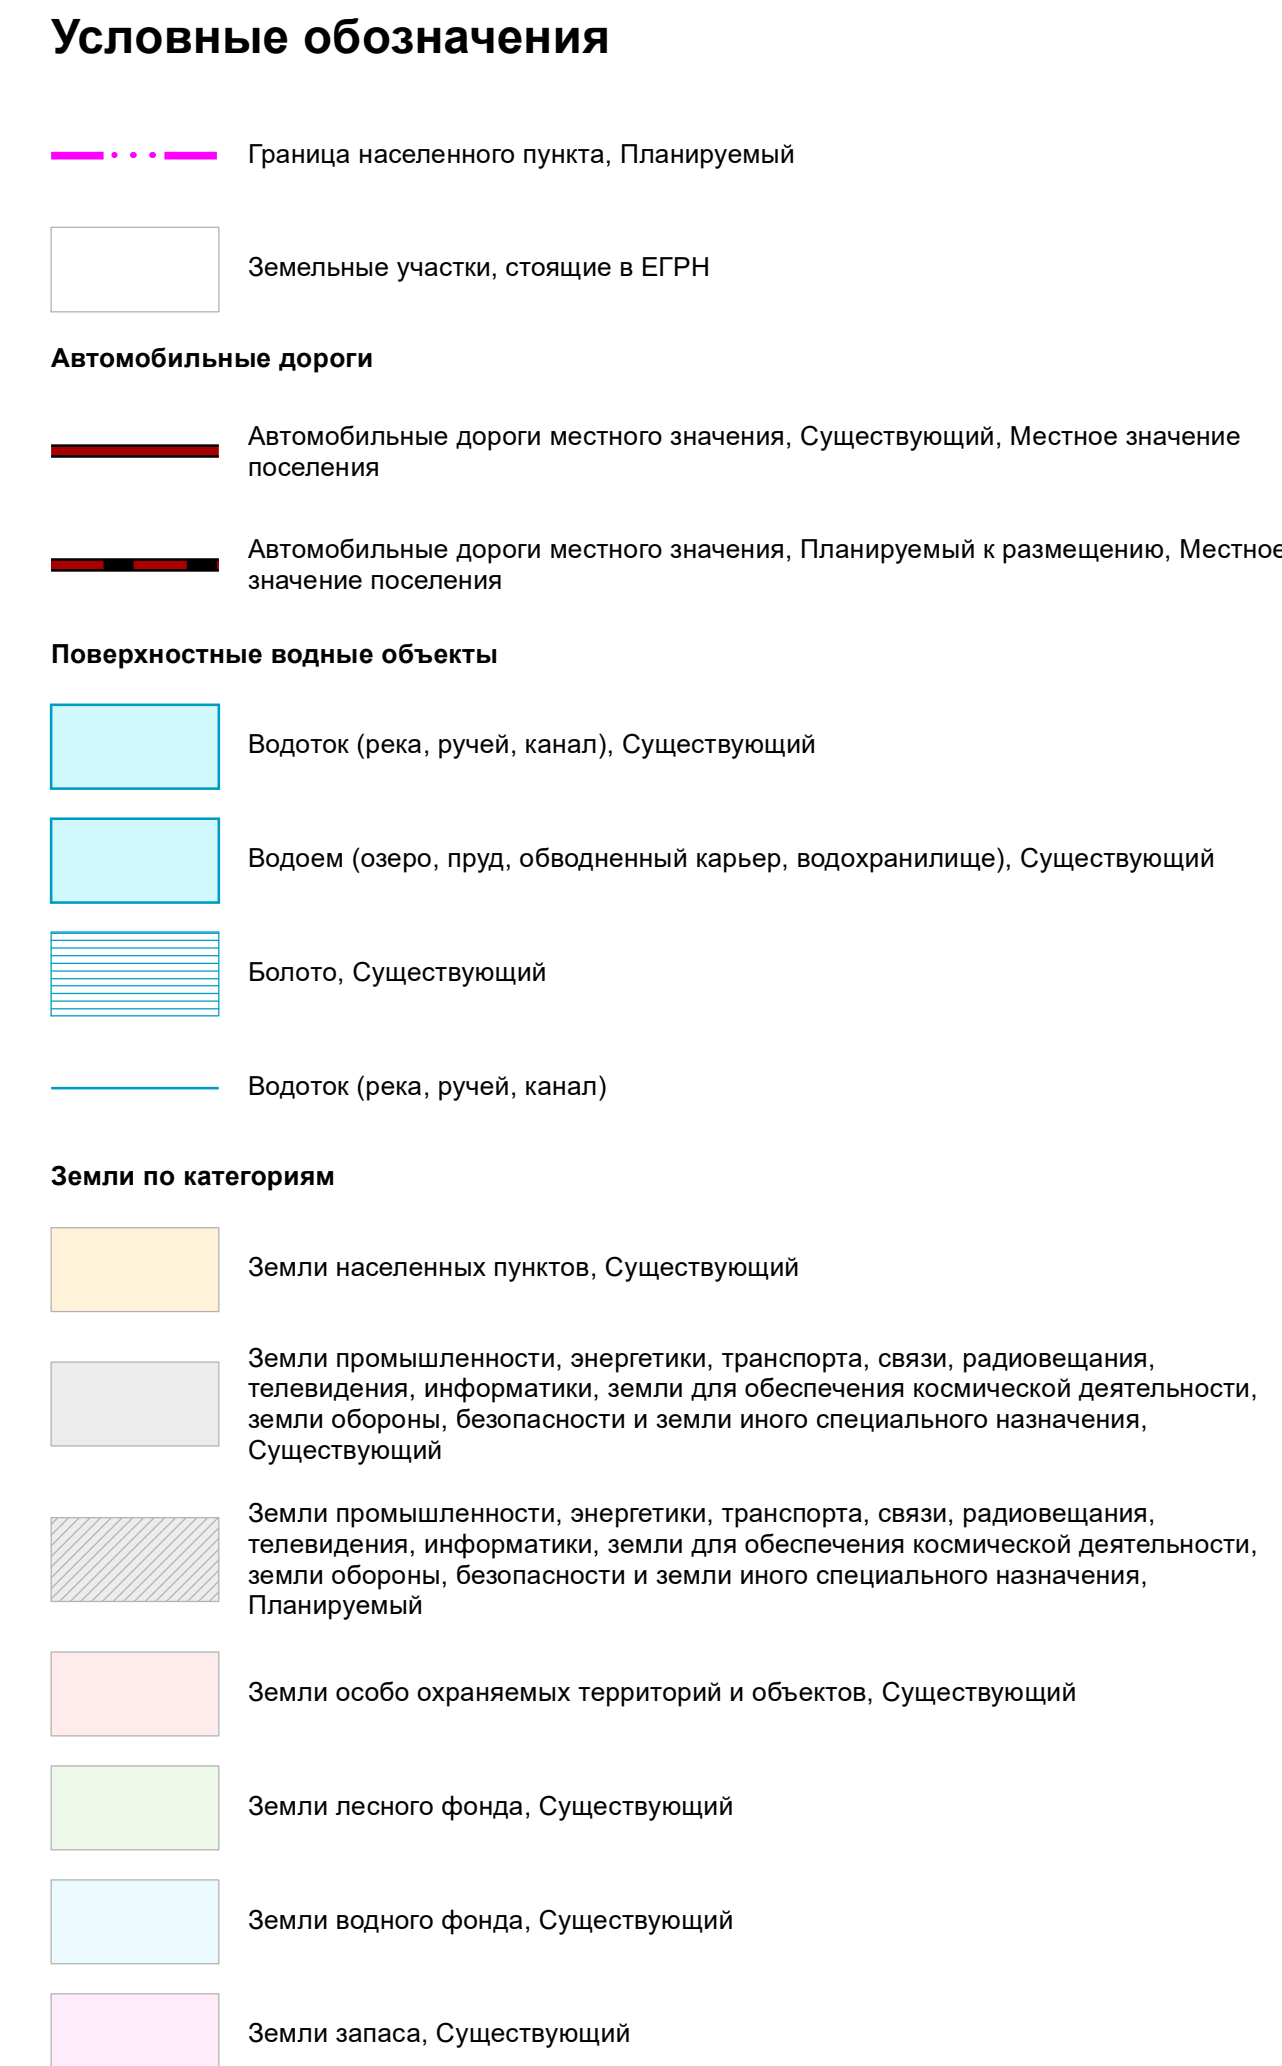 Условные обозначения
Граница населенного пункта, Планируемый
Земельные участки, стоящие в ЕГРН
Автомобильные дороги
Автомобильные дороги местного значения, Существующий, Местное значение
поселения
Автомобильные дороги местного значения, Планируемый к размещению, Местное
значение поселения
Поверхностные водные объекты
Водоток (река, ручей, канал), Существующий
Водоем (озеро, пруд, обводненный карьер, водохранилище), Существующий
Болото, Существующий
Водоток (река, ручей, канал)
Земли по категориям
Земли населенных пунктов, Существующий
Земли промышленности, энергетики, транспорта, связи, радиовещания,
телевидения, информатики, земли для обеспечения космической деятельности,
земли обороны, безопасности и земли иного специального назначения,
Существующий
Земли промышленности, энергетики, транспорта, связи, радиовещания,
телевидения, информатики, земли для обеспечения космической деятельности,
земли обороны, безопасности и земли иного специального назначения,
Планируемый
Земли особо охраняемых территорий и объектов, Существующий
Земли лесного фонда, Существующий
Земли водного фонда, Существующий
Земли запаса, Существующий